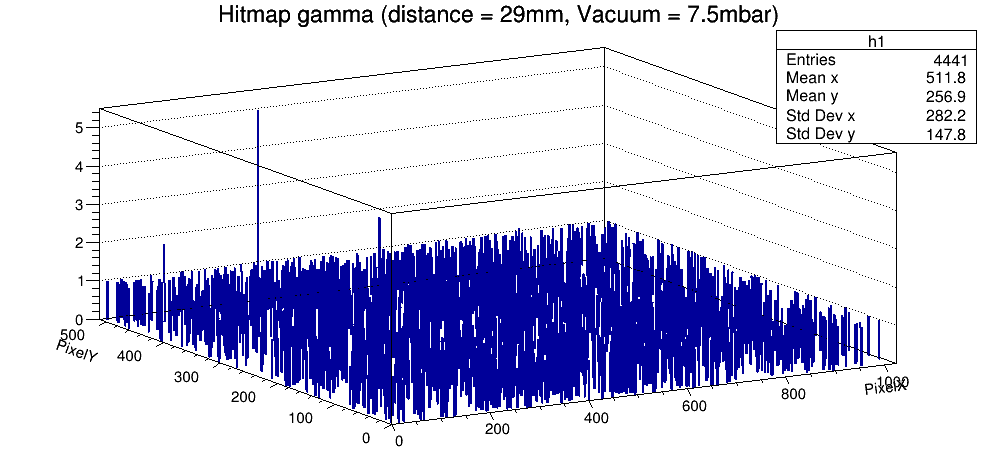 Hitmap gamma (distance = 29mm, Vacuum = 7.5mbar)
h1
Entries 4441
Mean x 511.8
Mean y 256.9
Std Dev x 282.2
Std Dev y 147.8
5
4
3
2
1
0
500
PixelY
400
300
200
100
0
0
200
400
600
800
1000
PixelX